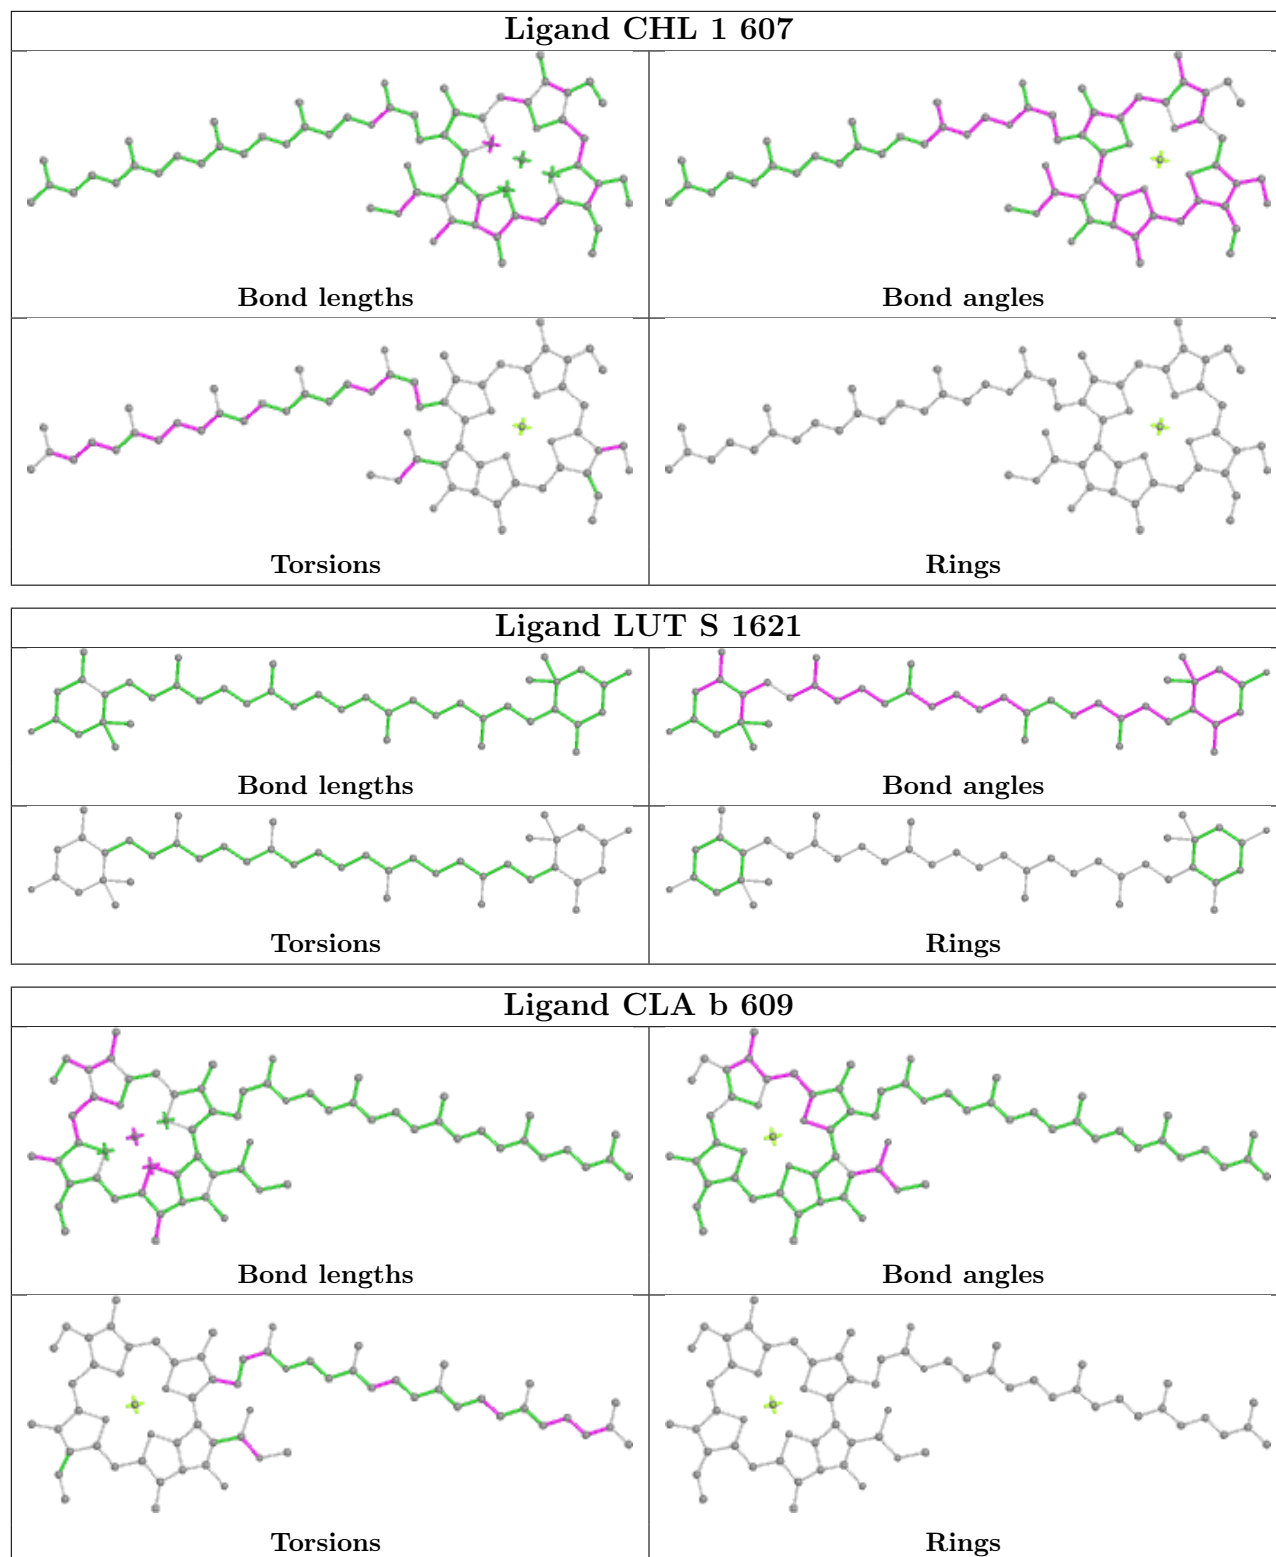 Ligand CHL 1 607
Bond lengths
Bond angles
Torsions
Rings
Ligand LUT S 1621
Bond lengths
Bond angles
Torsions
Rings
Ligand CLA b 609
Bond lengths
Bond angles
Torsions
Rings